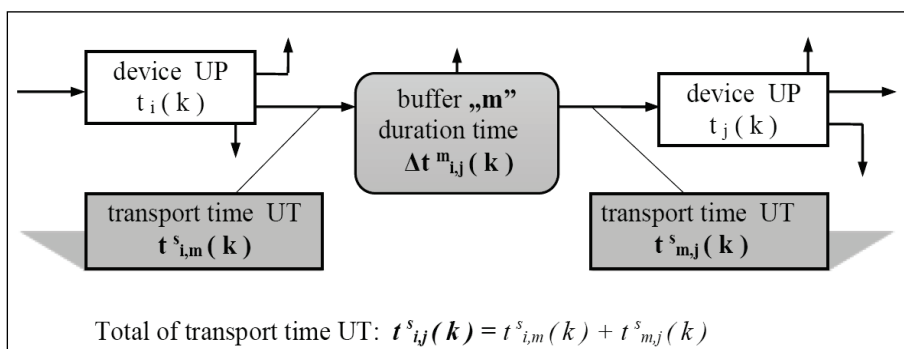 device UP
t i ( k )
buffer „m”
duration time
Δt m i,j ( k )
device UP
t j ( k )
transport time UT
t s i,m ( k )
transport time UT
t s m,j ( k )
Total of transport time UT: t s i,j ( k ) = t s i,m ( k ) + t s m,j ( k )